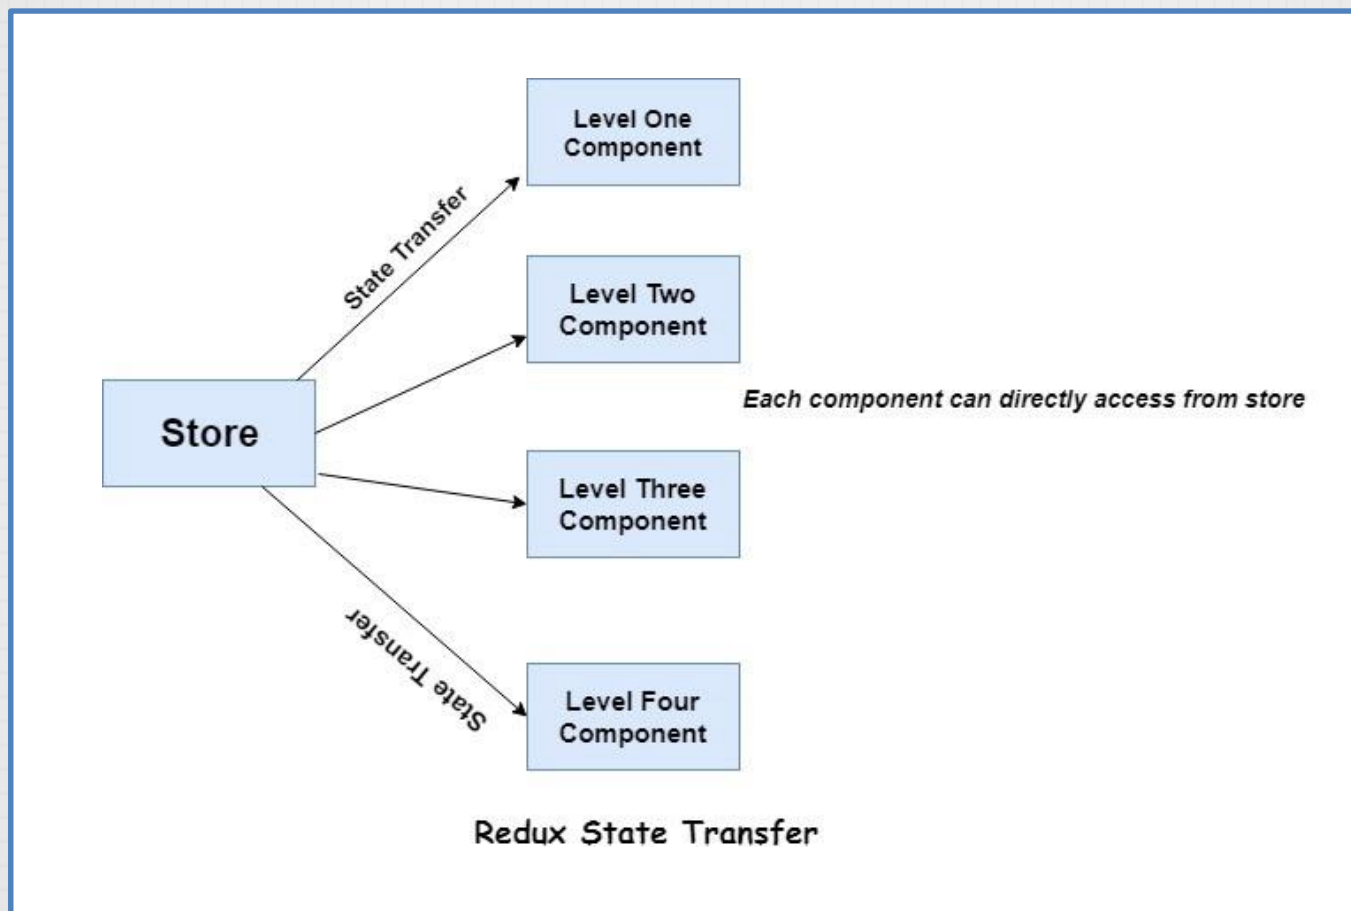 Level One
Component
State Transfer
Level Two
Component
Each component can directly access from store
Store
Level Three
Component
State Transfer
Level Four
Component
Redux State Transfer